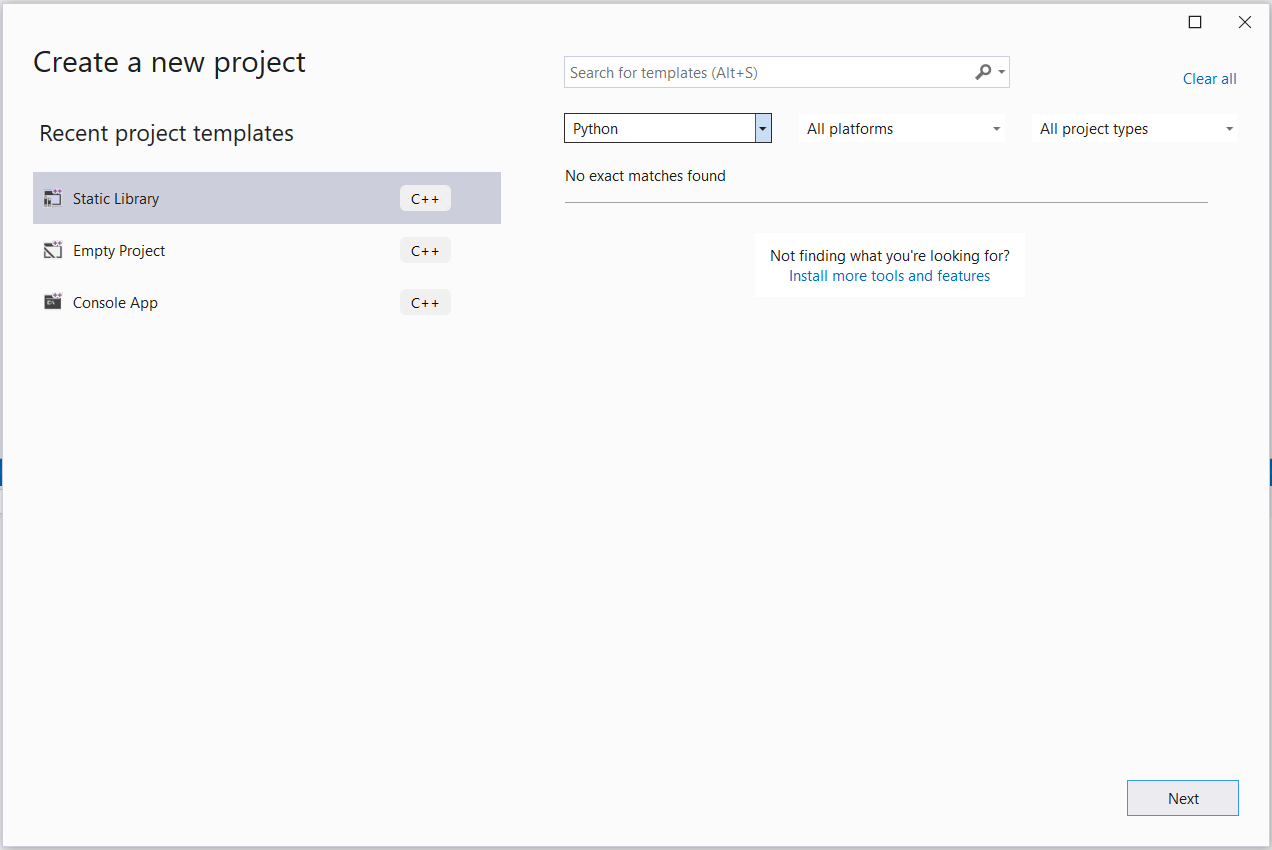 Create a new project
Recent project templates
Static Library C++
Empty Project C++
Console App C++
Search for templates (Alt+S)
Clear all
Python All platforms All project types
No exact matches found
Not finding what you're looking for?
Install more tools and features
Next